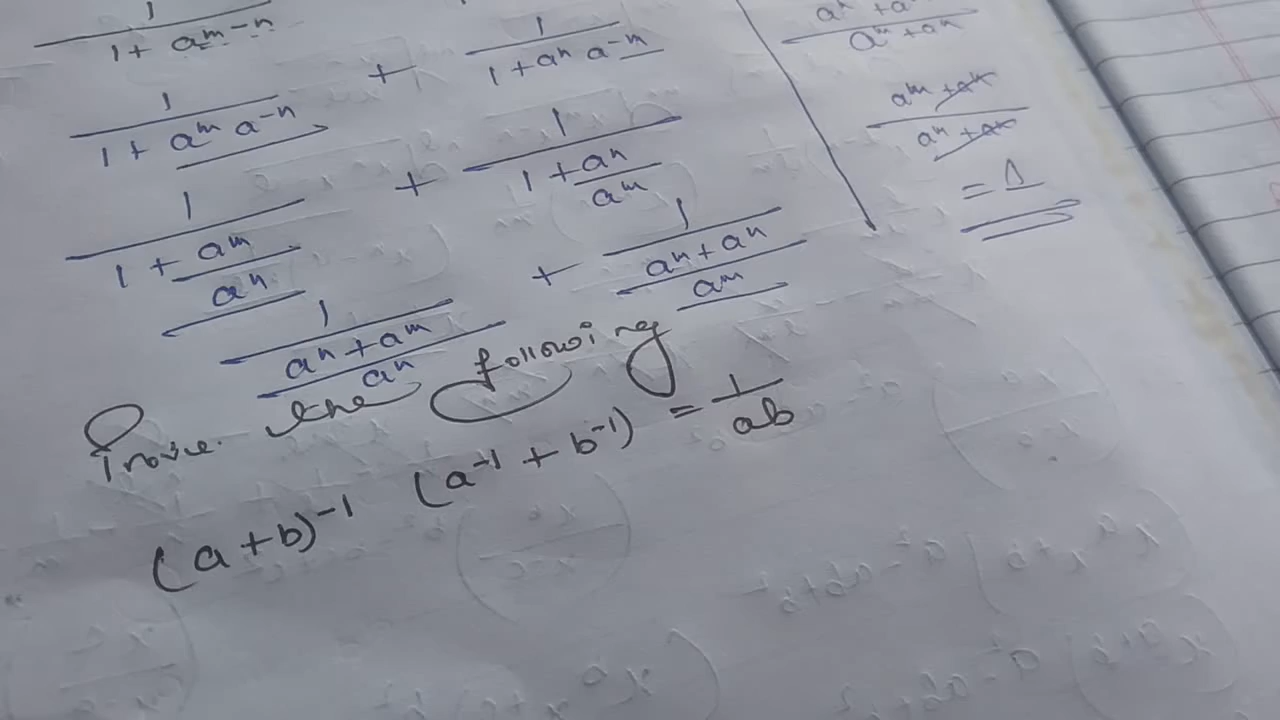 1 / 1 + a^m-n
1 / 1 + a^m a^-n + 1 / 1 + a^n a^-n
1 / 1 + a^m / a^n + 1 / 1 + a^n / a^m
1 / a^n + a^m / a^n + 1 / a^n + a^n / a^m
a^m + a^n
a^n + a^n
= 1
Prove the following
(a + b)^-1 (a^-1 + b^-1) = 1 / ab